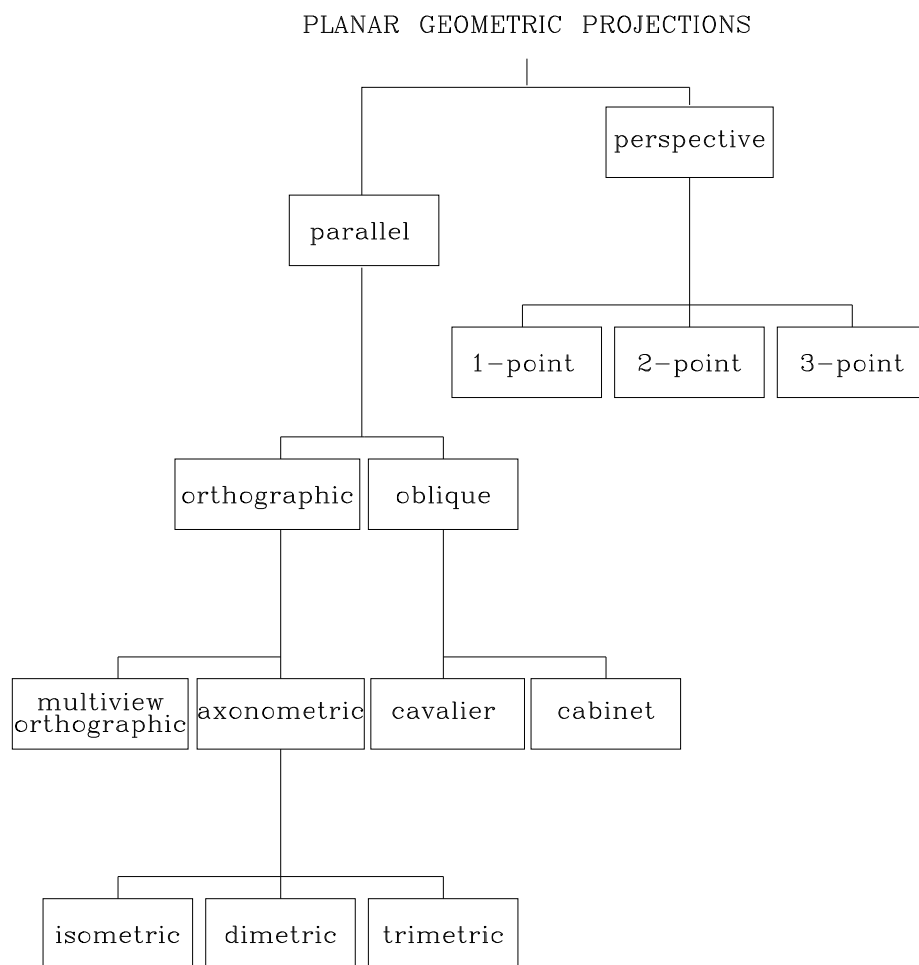 PLANAR GEOMETRIC PROJECTIONS
perspective
parallel
1-point
2-point
3-point
orthographic
oblique
multiview
orthographic
axonometric
cavalier
cabinet
isometric
dimetric
trimetric